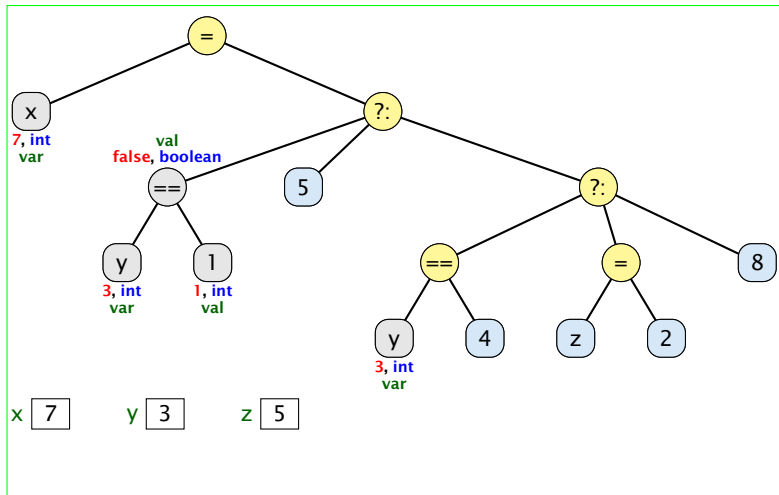 =
x
?:
7, int
var
val
false, boolean
==
5
?:
y
1
==
=
8
3, int
var
1, int
val
y
4
z
2
3, int
var
x 7 y 3 z 5